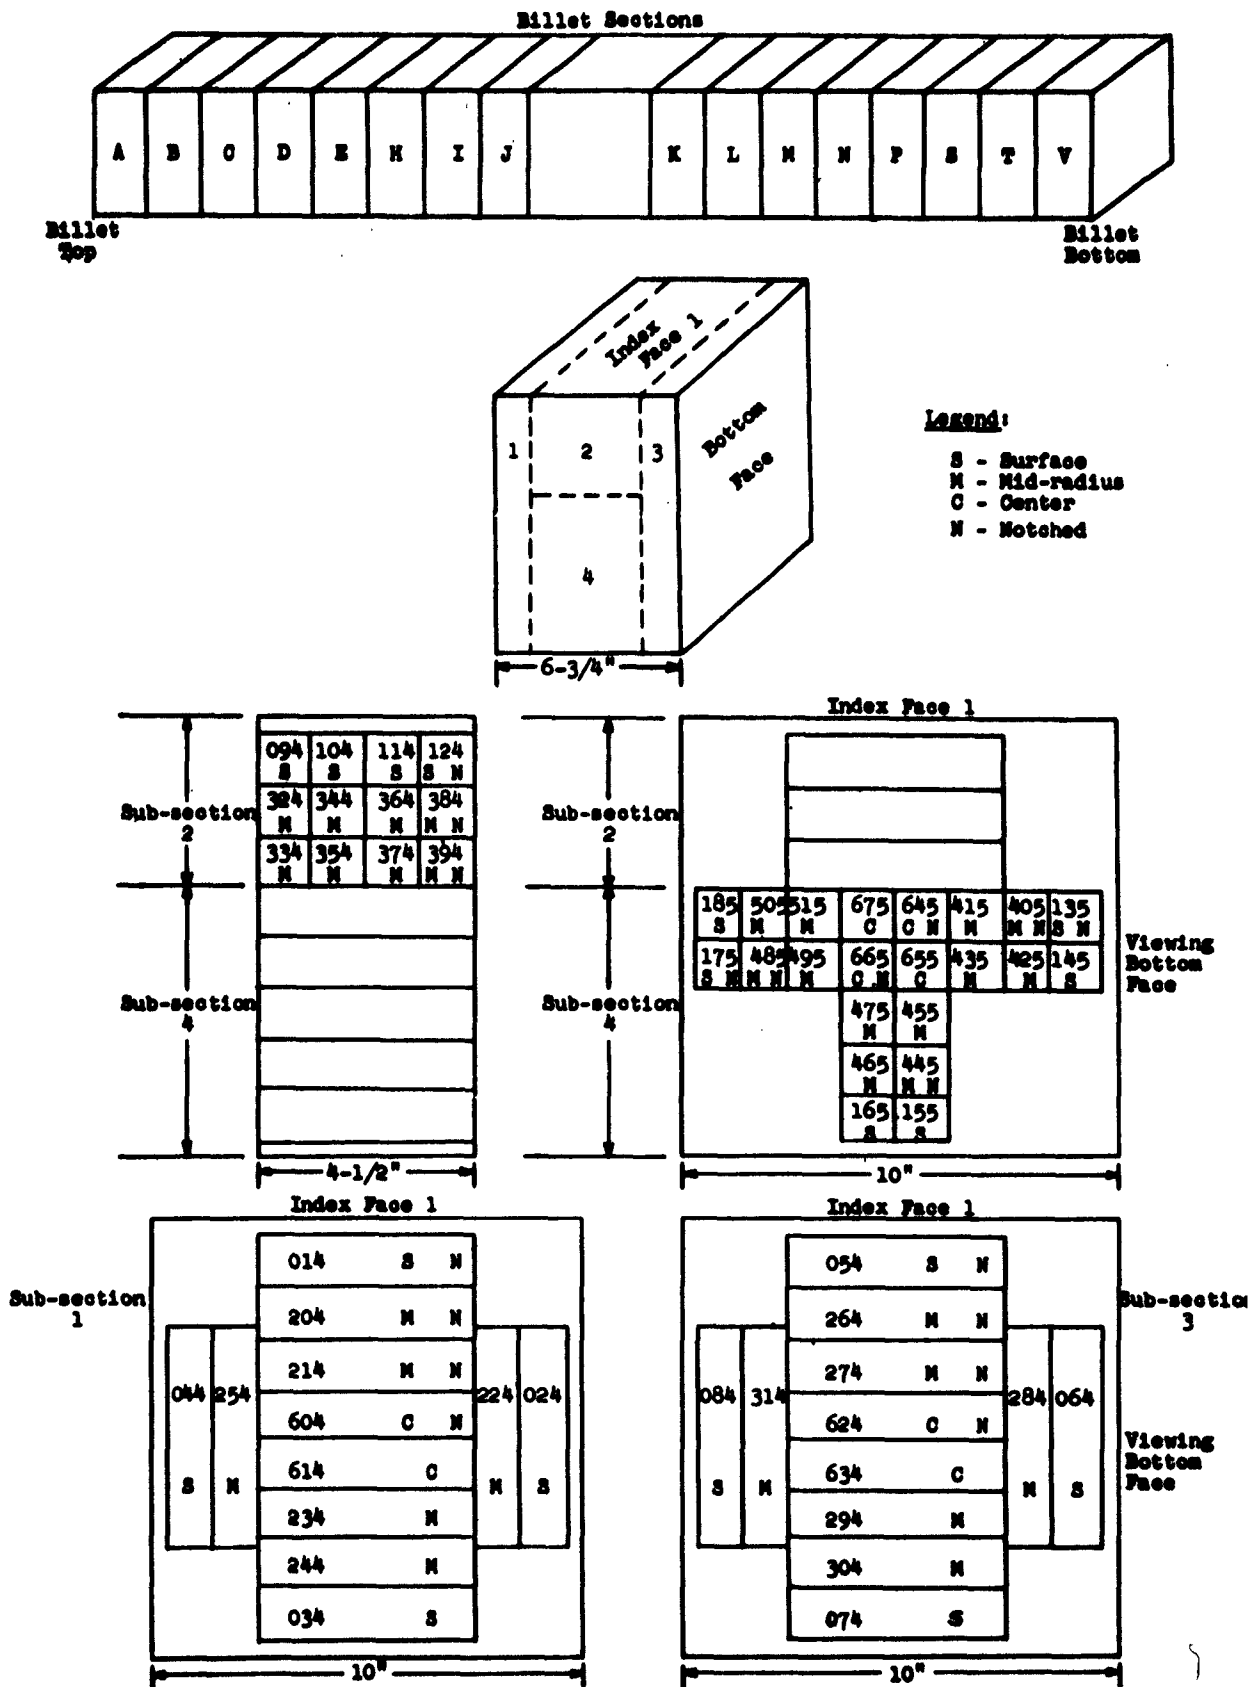 Billet Sections
A B C D E H I J K L M N P S T V
Billet Top
Billet Bottom
Index Face 1
Bottom Face
1 2 3
4
6-3/4"
Legend:
S - Surface
M - Mid-radius
C - Center
N - Notched
Sub-section 2
094 104 114 124
S S S S N
324 344 364 384
M M M M N
334 354 374 394
M M M M N
Sub-section 4
4-1/2"
Index Face 1
Sub-section 2
Sub-section 4
185 505 515 675 645 415 405 135
S M M C C N M M N S N
175 485 495 665 655 435 425 145
S N M N M C N C M M S
475 455
M M
465 445
M M N
165 155
S S
Viewing Bottom Face
10"
Index Face 1
Sub-section 1
014 S N
204 M N
214 M N
604 C N
614 C
234 M
244 M
034 S
044 254 224 024
S M M S
10"
Index Face 1
Sub-section 3
054 S N
264 M N
274 M N
624 C N
634 C
294 M
304 M
074 S
084 314 284 064
S M M S
Viewing Bottom Face
10"